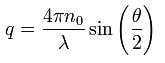 q = \frac{4\pi n_0}{\lambda} \sin\left(\frac{\theta}{2}\right)